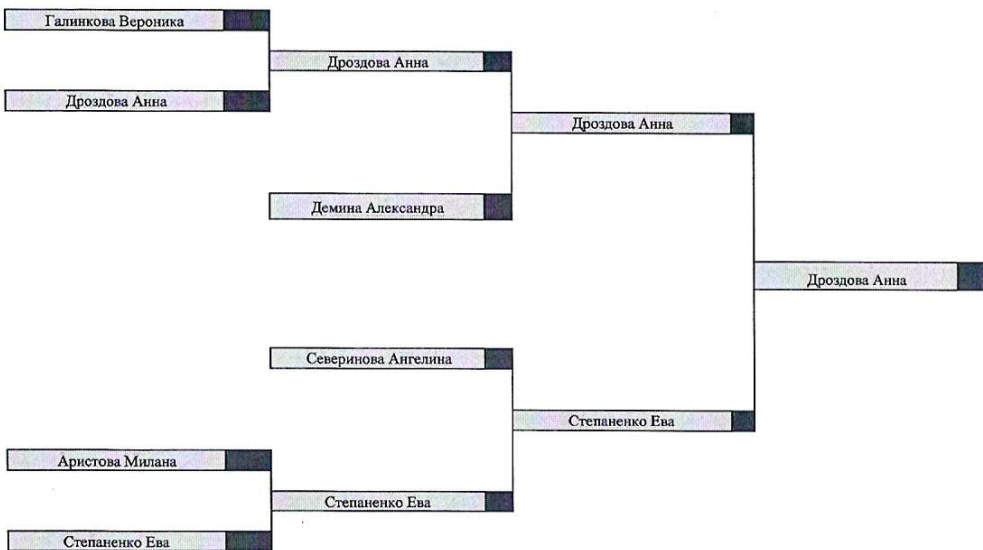 Галинкова Вероника
Дроздова Анна
Дроздова Анна
Дроздова Анна
Демина Александра
Дроздова Анна
Северинова Ангелина
Степаненко Ева
Аристова Милана
Степаненко Ева
Степаненко Ева